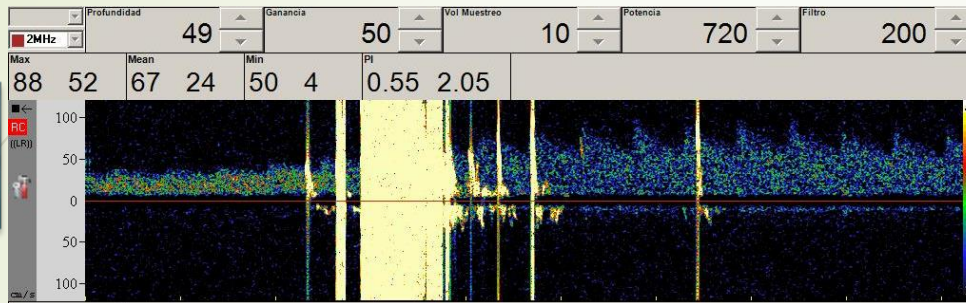 Profundidad Ganancia Vol Muestreo Potencia Filtro
2MHz 49 50 10 720 200
Max Mean Min PI
88 52 67 24 50 4 0.55 2.05
RC
((LR))
100
50
0
50
100
cm/s